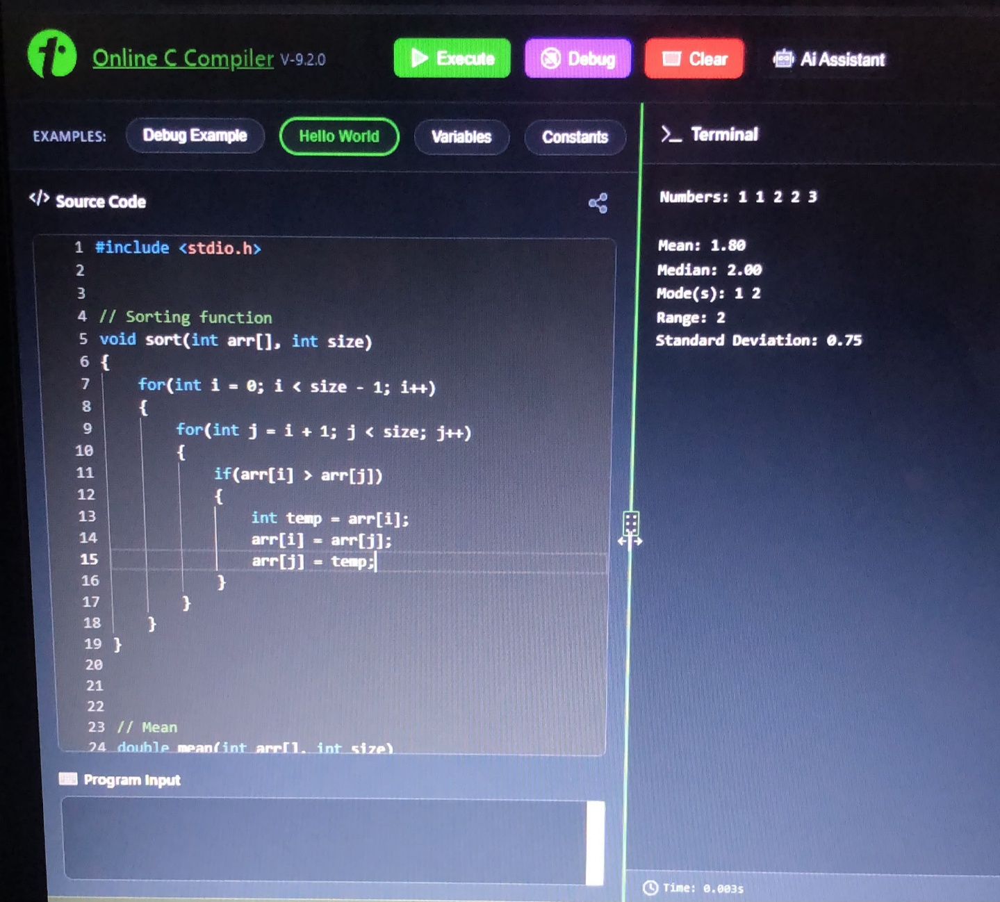 Online C Compiler V-9.2.0
Execute
Debug
Clear
Ai Assistant
EXAMPLES:
Debug Example
Hello World
Variables
Constants
</> Source Code
1 #include <stdio.h>
2
3
4 // Sorting function
5 void sort(int arr[], int size)
6 {
7 for(int i = 0; i < size - 1; i++)
8 {
9 for(int j = i + 1; j < size; j++)
10 {
11 if(arr[i] > arr[j])
12 {
13 int temp = arr[i];
14 arr[i] = arr[j];
15 arr[j] = temp;
16 }
17 }
18 }
19 }
20
21
22
23 // Mean
24 double mean(int arr[], int size)
Program Input
>_ Terminal
Numbers: 1 1 2 2 3
Mean: 1.80
Median: 2.00
Mode(s): 1 2
Range: 2
Standard Deviation: 0.75
Time: 0.003s